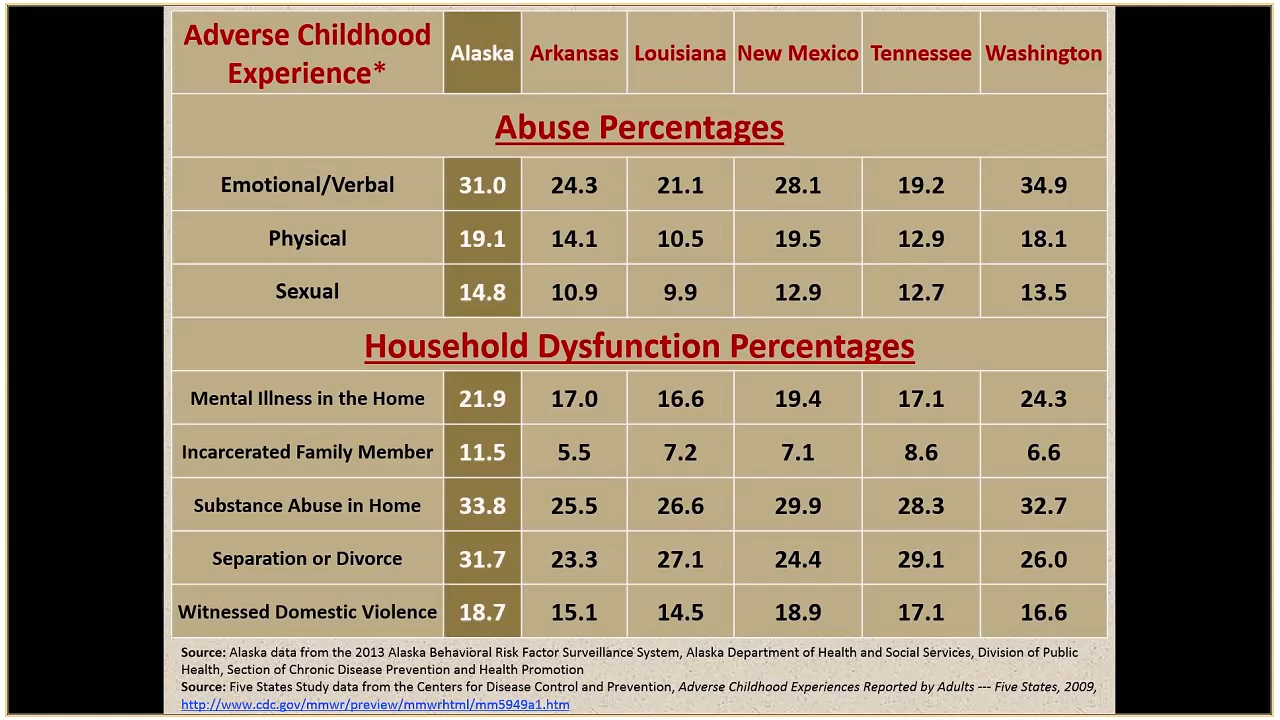 Adverse Childhood Experience* Alaska Arkansas Louisiana New Mexico Tennessee Washington
Abuse Percentages
Emotional/Verbal 31.0 24.3 21.1 28.1 19.2 34.9
Physical 19.1 14.1 10.5 19.5 12.9 18.1
Sexual 14.8 10.9 9.9 12.9 12.7 13.5
Household Dysfunction Percentages
Mental Illness in the Home 21.9 17.0 16.6 19.4 17.1 24.3
Incarcerated Family Member 11.5 5.5 7.2 7.1 8.6 6.6
Substance Abuse in Home 33.8 25.5 26.6 29.9 28.3 32.7
Separation or Divorce 31.7 23.3 27.1 24.4 29.1 26.0
Witnessed Domestic Violence 18.7 15.1 14.5 18.9 17.1 16.6
Source: Alaska data from the 2013 Alaska Behavioral Risk Factor Surveillance System, Alaska Department of Health and Social Services, Division of Public
Health, Section of Chronic Disease Prevention and Health Promotion
Source: Five States Study data from the Centers for Disease Control and Prevention, Adverse Childhood Experiences Reported by Adults --- Five States, 2009,
http://www.cdc.gov/mmwr/preview/mmwrhtml/mm5949a1.htm